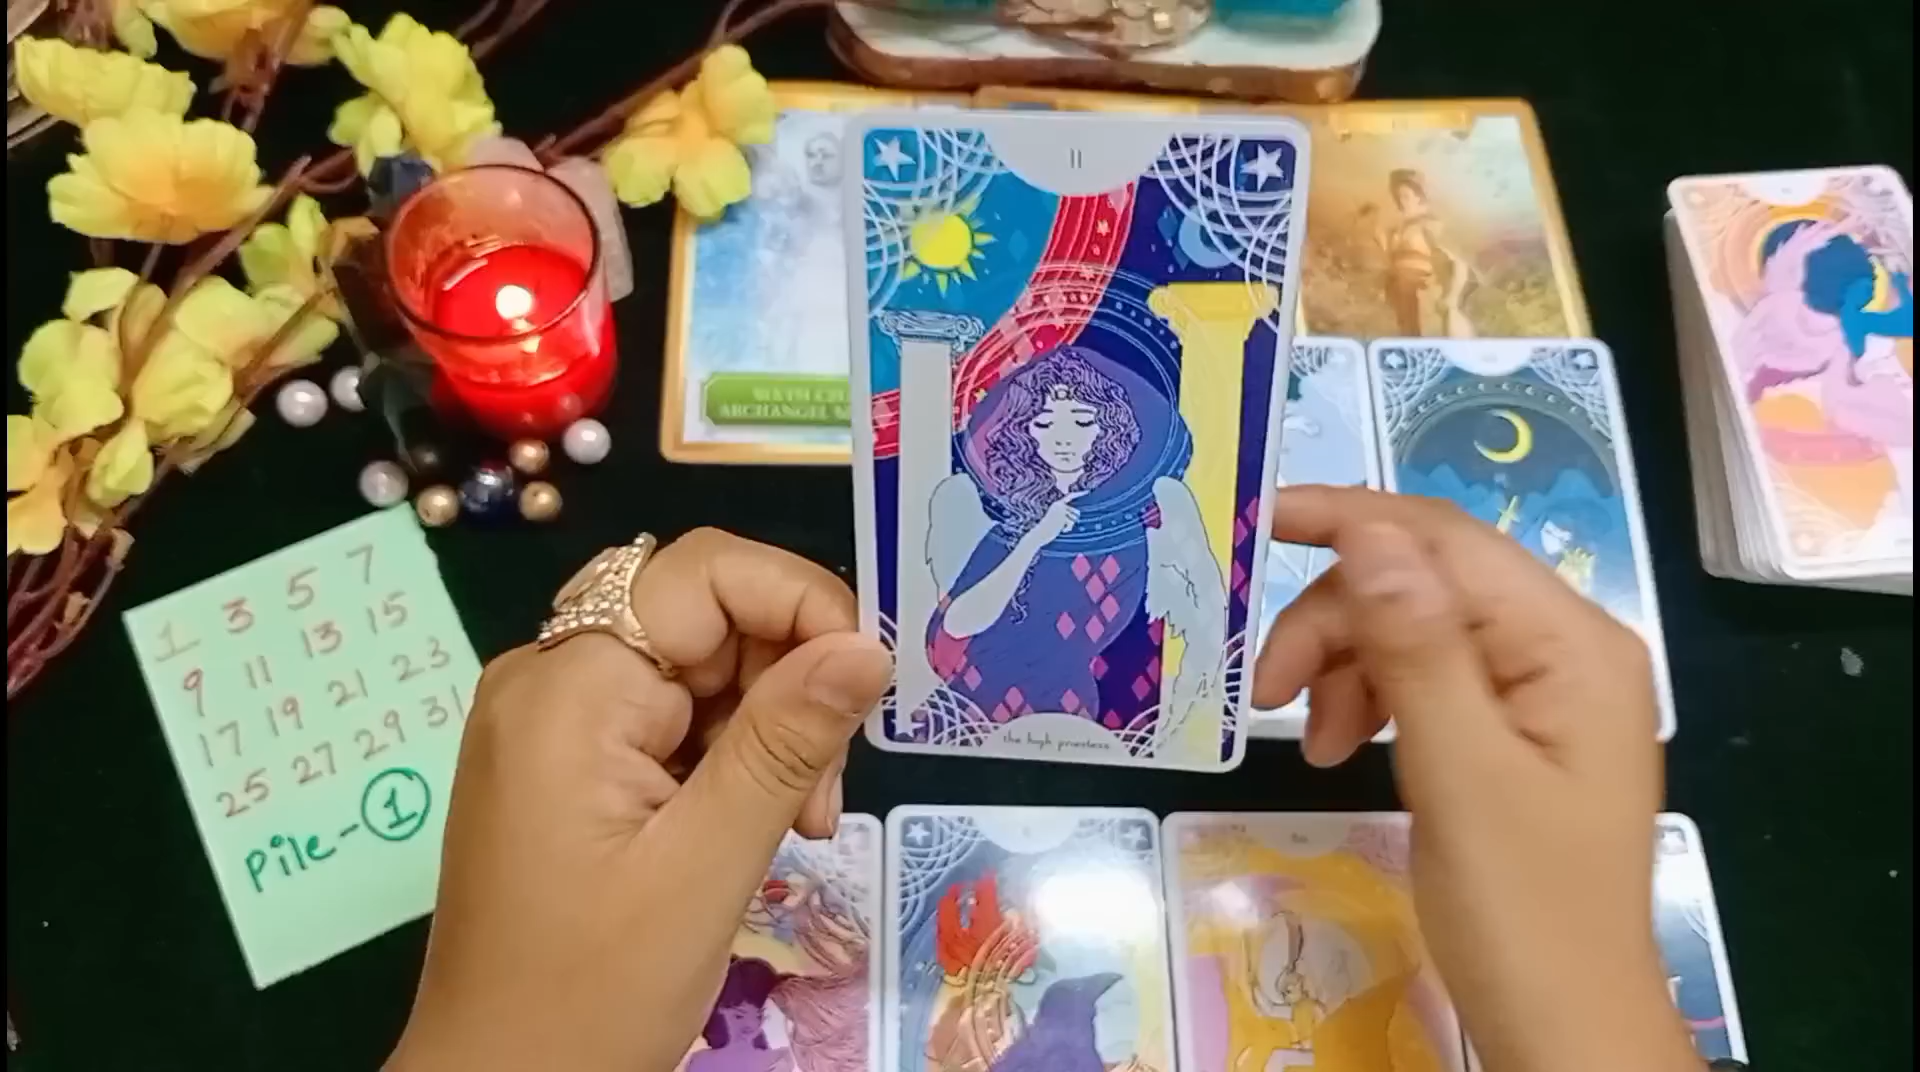 II
the high priestess
1 3 5 7
9 11 13 15
17 19 21 23
25 27 29 31
Pile - 1
ARCHANGEL